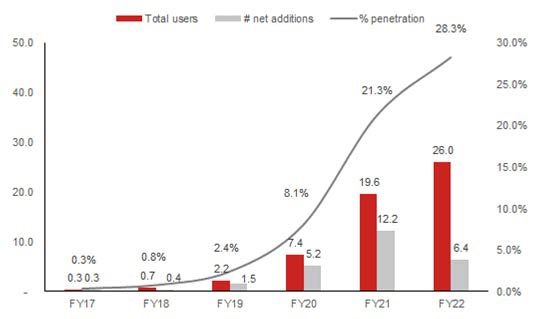 Total users # net additions % penetration
50.0 28.3% 30.0%
40.0 21.3% 25.0%
30.0 26.0 20.0%
20.0 8.1% 19.6 15.0%
10.0 7.4 12.2 10.0%
0.3% 0.8% 2.4% 5.2 6.4 5.0%
0.3 0.3 0.7 0.4 2.2 1.5
- 0.0%
FY17 FY18 FY19 FY20 FY21 FY22